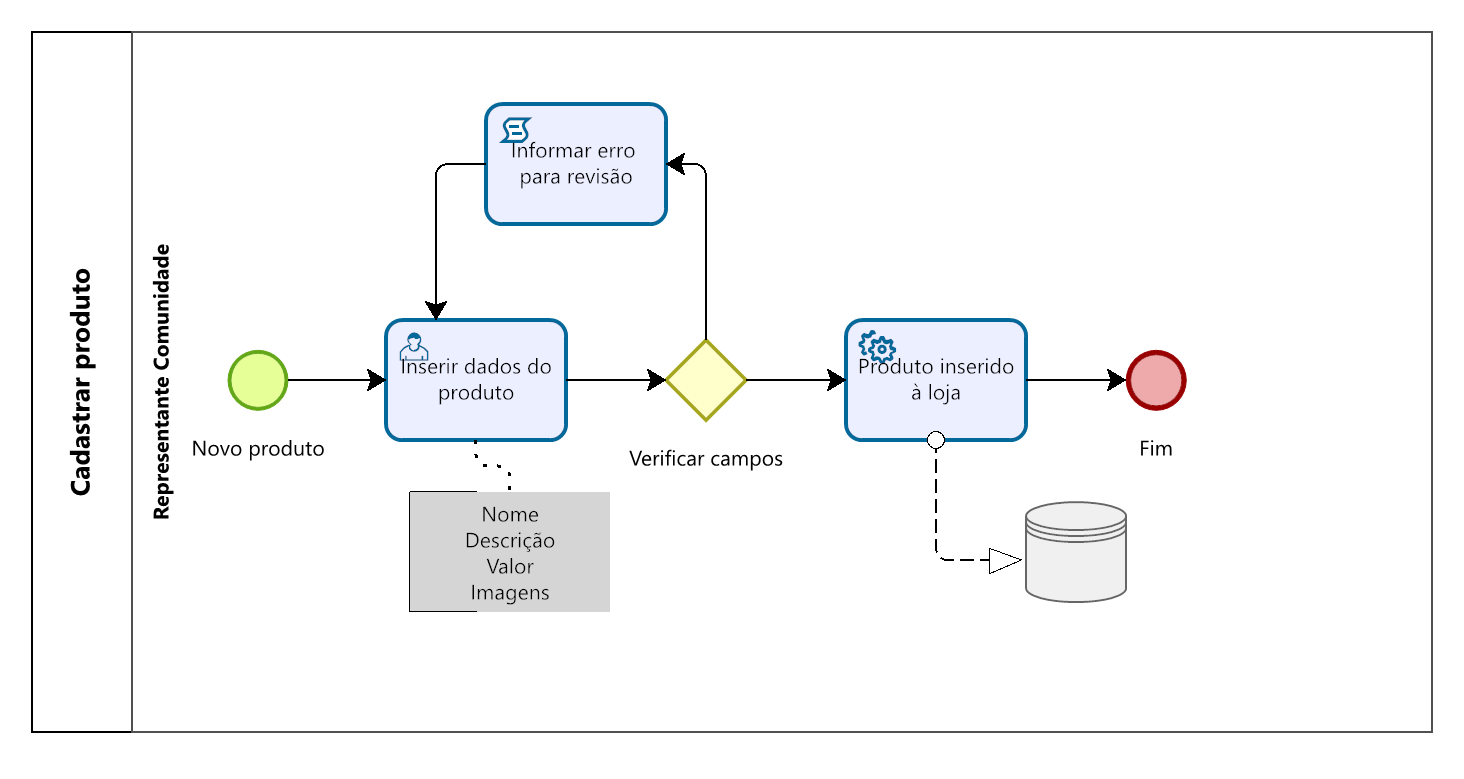 Cadastrar produto
Representante Comunidade
Informar erro
para revisão
Novo produto
Inserir dados do
produto
Verificar campos
Produto inserido
à loja
Fim
Nome
Descrição
Valor
Imagens